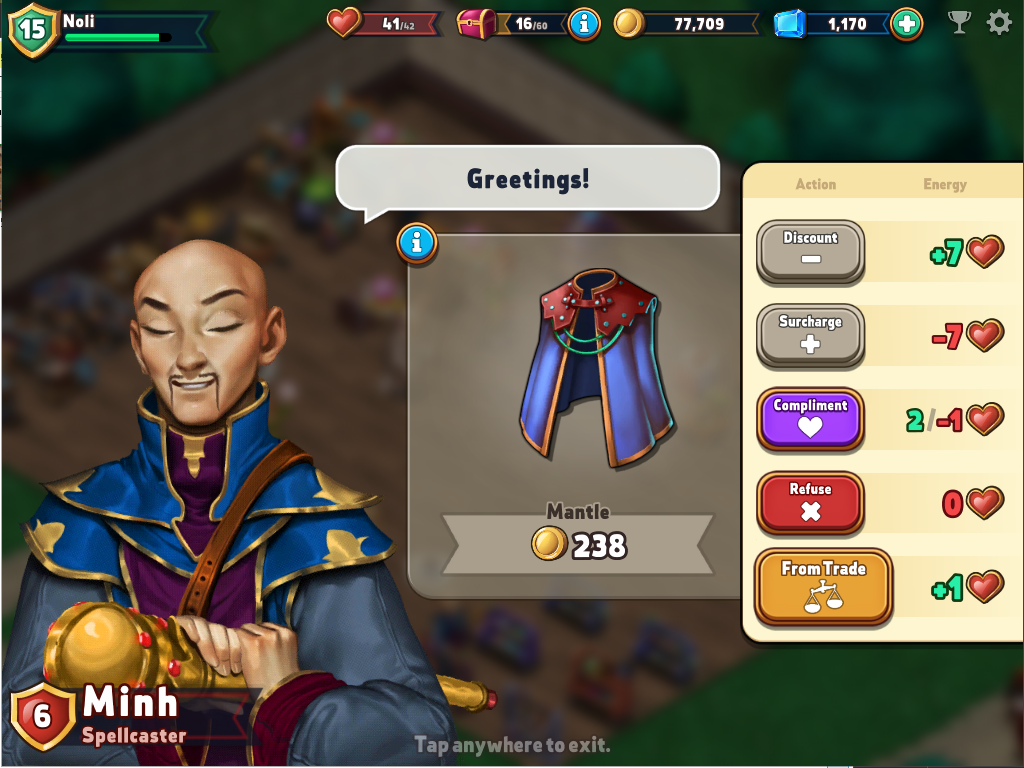 15
Noli
41/42
16/60
i
77,709
1,170
Greetings!
i
Mantle
238
Action Energy
Discount +7
Surcharge -7
Compliment 2/-1
Refuse 0
From Trade +1
6
Minh
Spellcaster
Tap anywhere to exit.